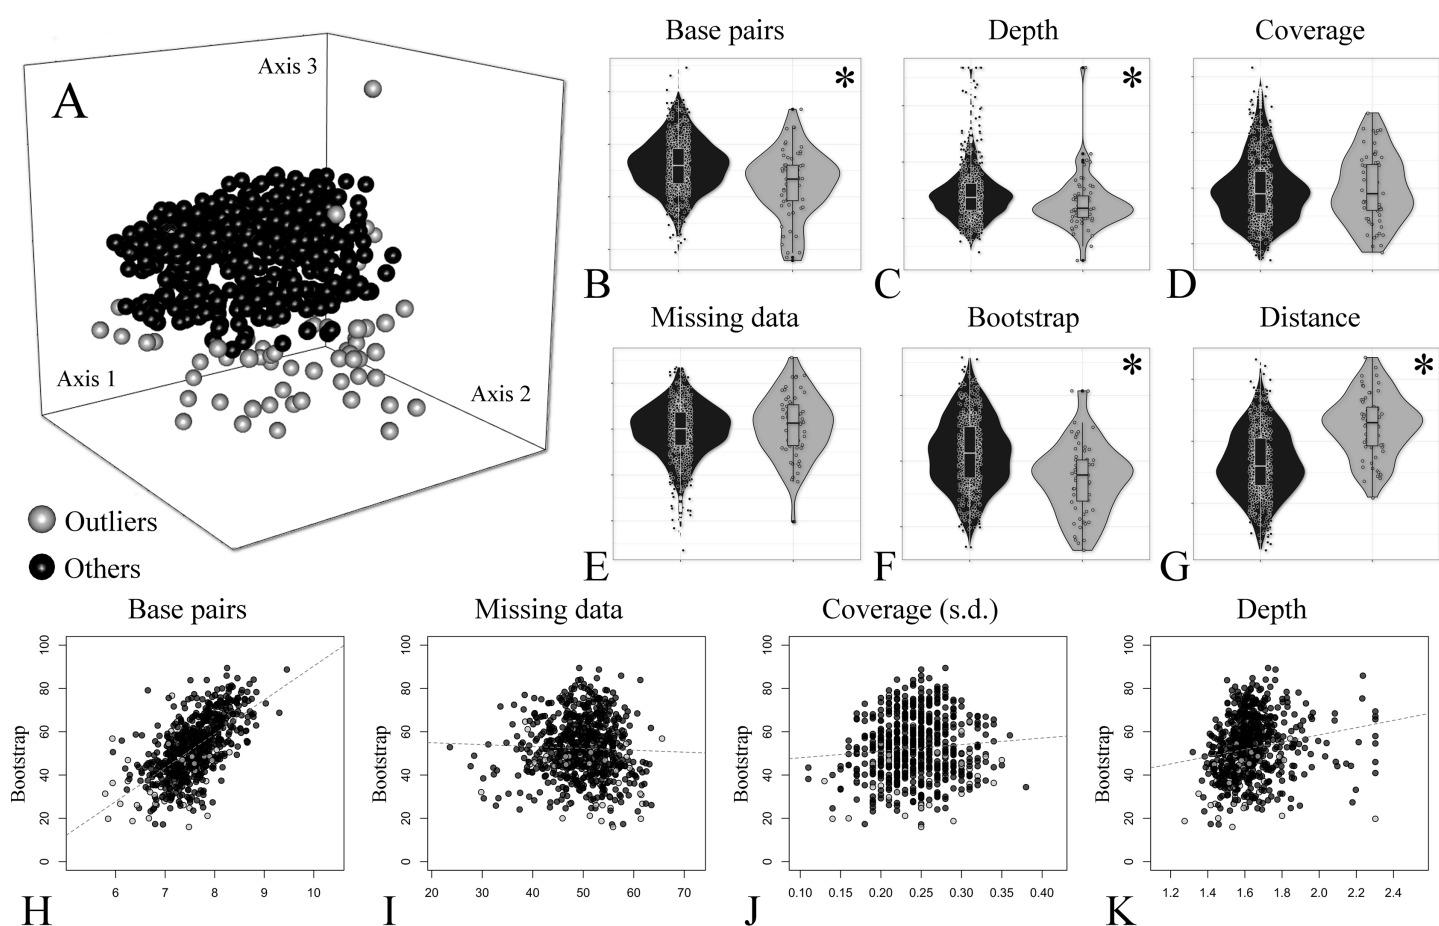 Base pairs
Depth
Coverage
Axis 3
A
*
*
B
C
D
Missing data
Bootstrap
Distance
Axis 1
Axis 2
*
*
Outliers
Others
E
F
G
Base pairs
Missing data
Coverage (s.d.)
Depth
Bootstrap
0 20 40 60 80 100
6 7 8 9 10
H
Bootstrap
0 20 40 60 80 100
20 30 40 50 60 70
I
Bootstrap
0 20 40 60 80 100
0.10 0.15 0.20 0.25 0.30 0.35 0.40
J
Bootstrap
0 20 40 60 80 100
1.2 1.4 1.6 1.8 2.0 2.2 2.4
K